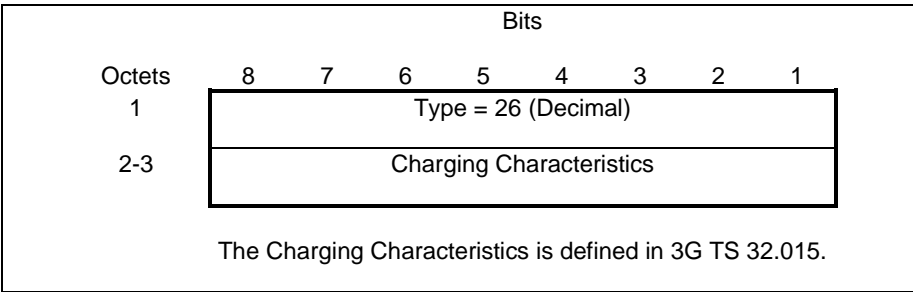 Bits
Octets 8 7 6 5 4 3 2 1
1 Type = 26 (Decimal)
2-3 Charging Characteristics
The Charging Characteristics is defined in 3G TS 32.015.